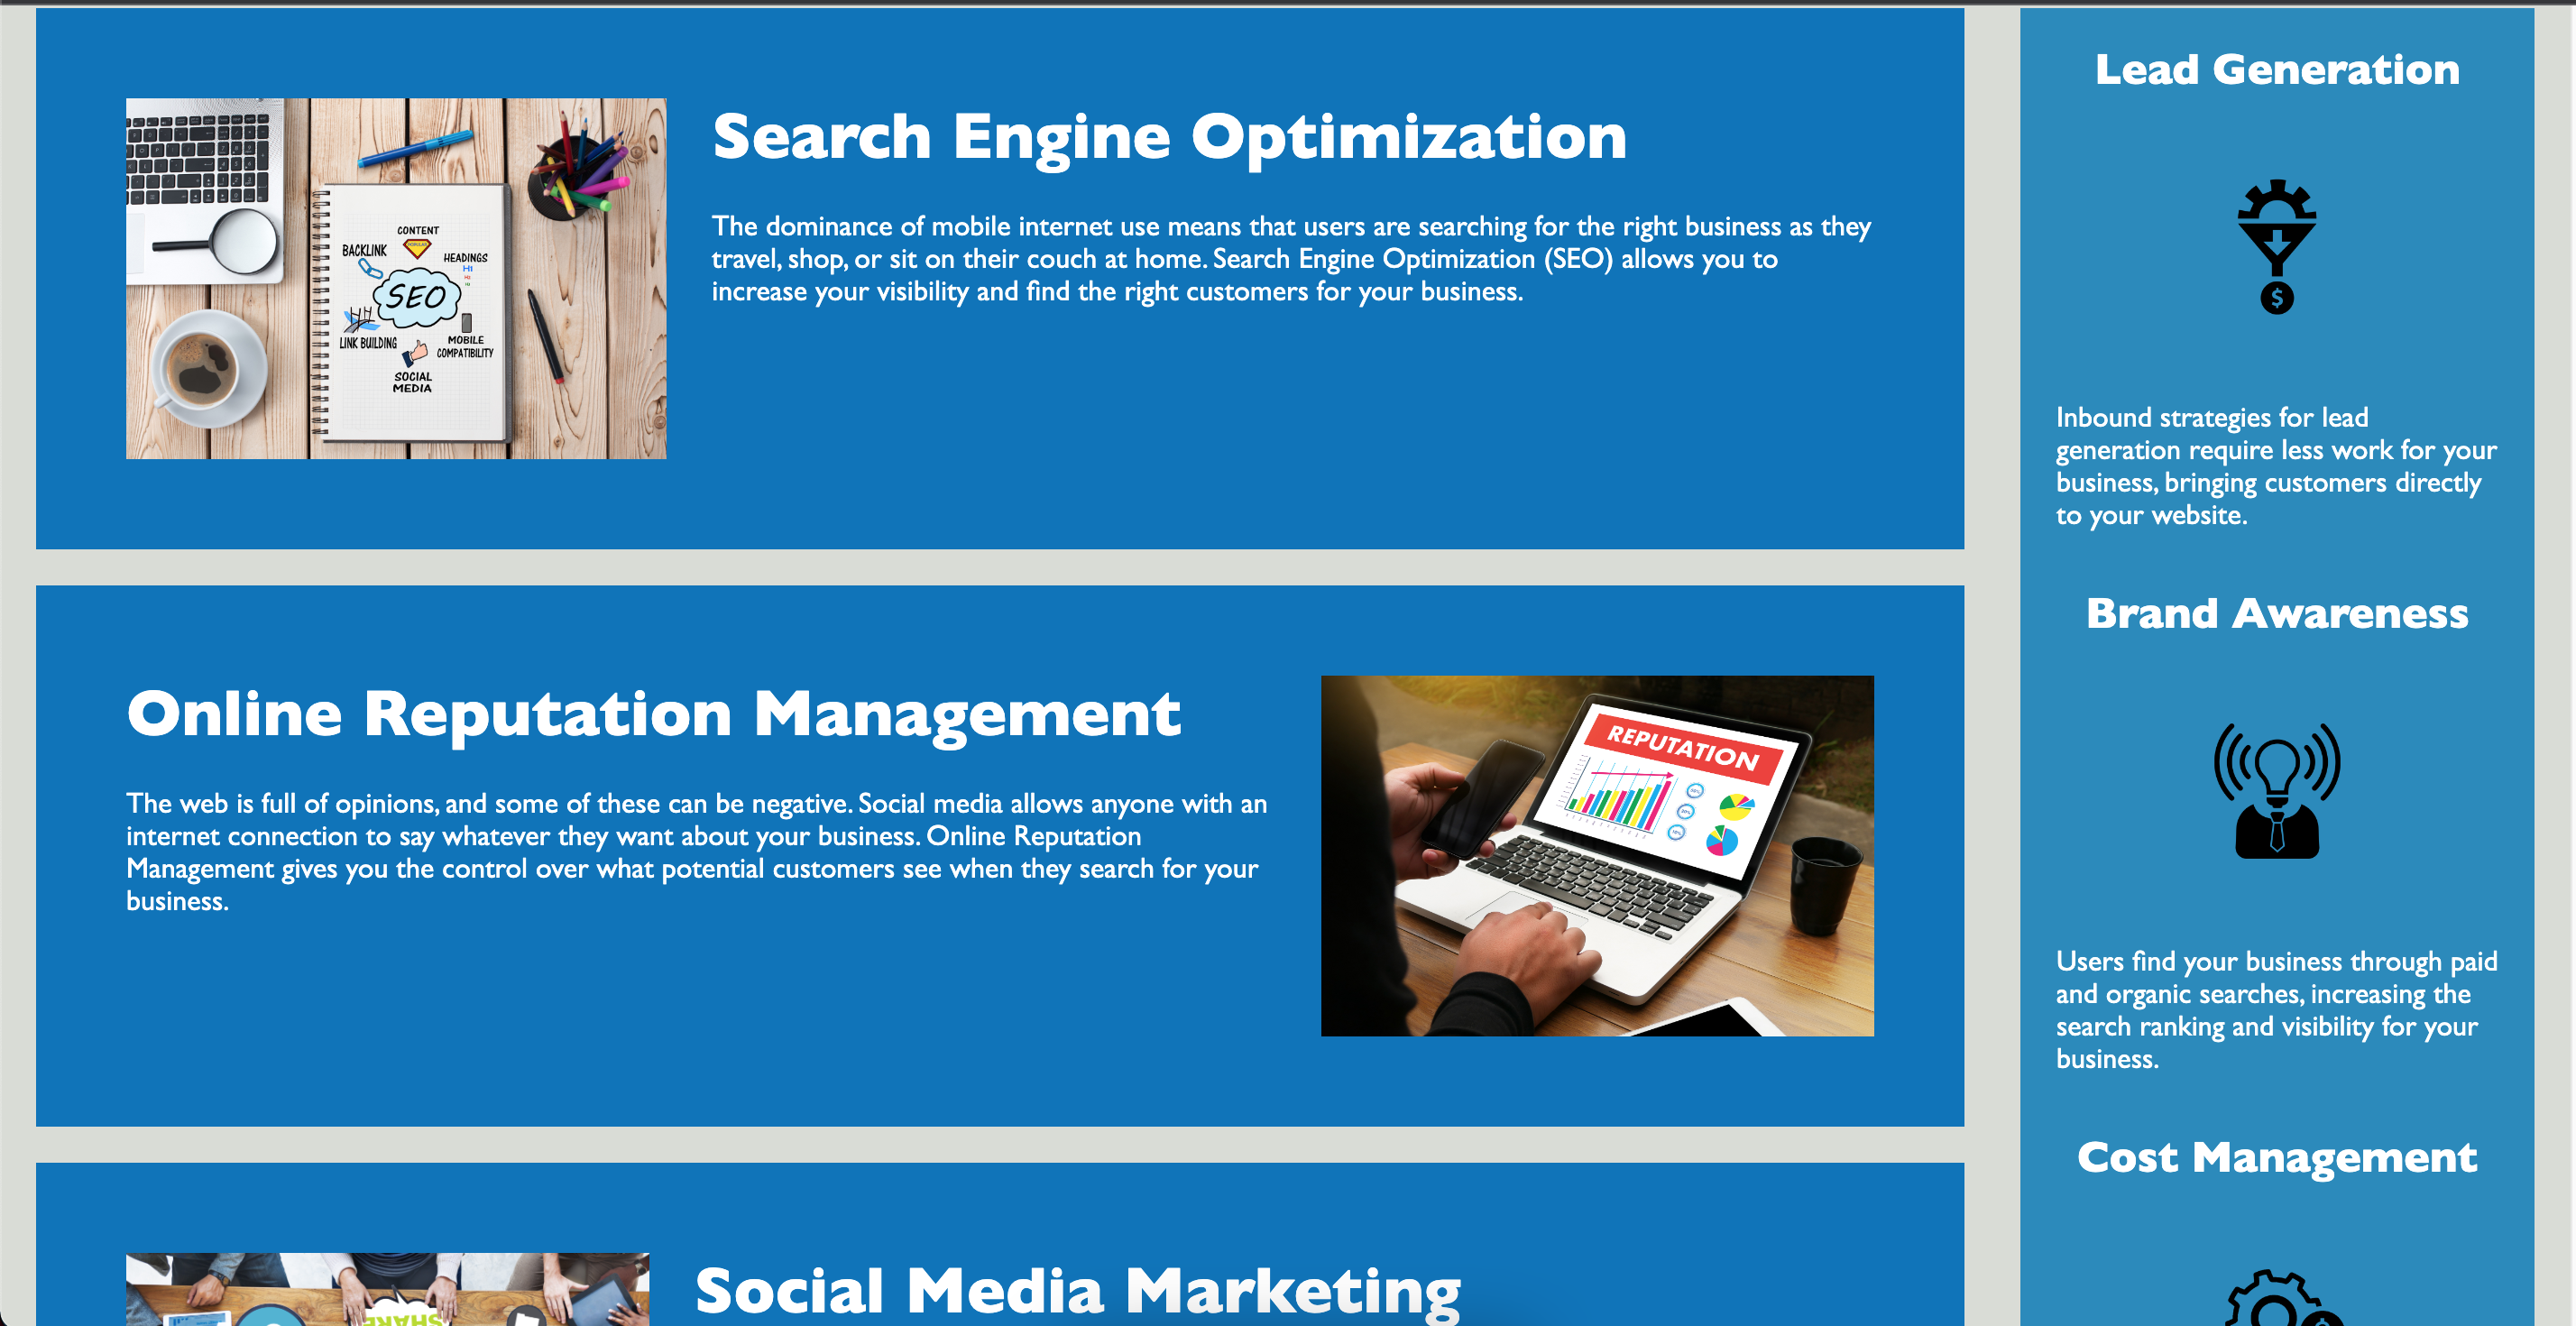 Search Engine Optimization
The dominance of mobile internet use means that users are searching for the right business as they
travel, shop, or sit on their couch at home. Search Engine Optimization (SEO) allows you to
increase your visibility and find the right customers for your business.
CONTENT
BACKLINK
HEADINGS
H1
SEO
LINK BUILDING
MOBILE
COMPATIBILITY
SOCIAL
MEDIA
Online Reputation Management
The web is full of opinions, and some of these can be negative. Social media allows anyone with an
internet connection to say whatever they want about your business. Online Reputation
Management gives you the control over what potential customers see when they search for your
business.
REPUTATION
Social Media Marketing
SHARE
Lead Generation
$
Inbound strategies for lead
generation require less work for your
business, bringing customers directly
to your website.
Brand Awareness
Users find your business through paid
and organic searches, increasing the
search ranking and visibility for your
business.
Cost Management
$